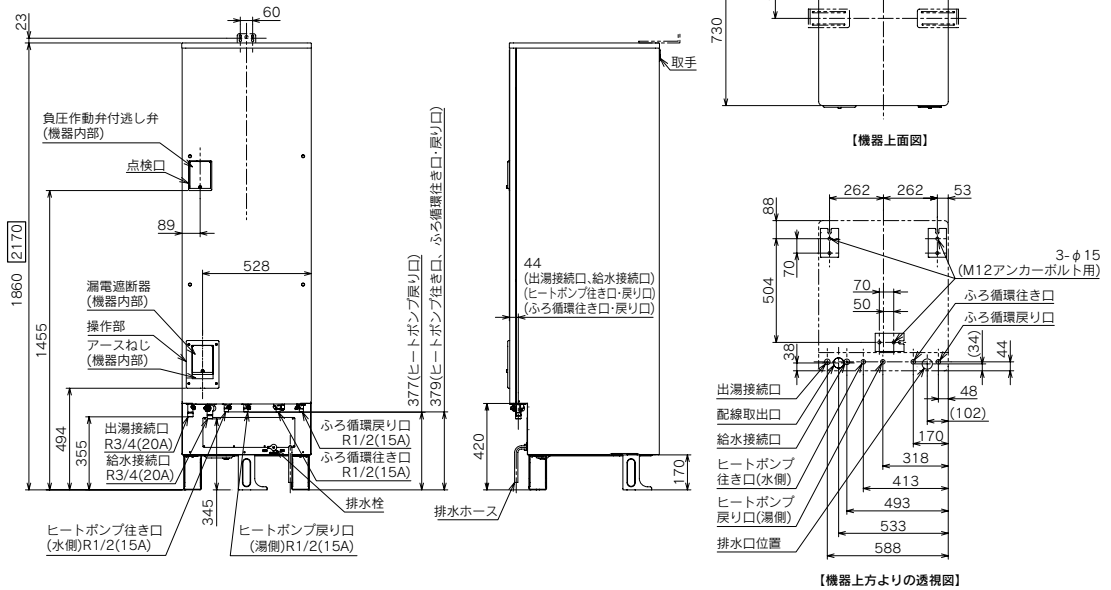 23
60
取手
730
【機器上面図】
負圧作動弁付逃し弁
(機器内部)
点検口
89
528
1860 2170
1455
漏電遮断器
(機器内部)
操作部
アースねじ
(機器内部)
494
355
345
出湯接続口
R3/4(20A)
給水接続口
R3/4(20A)
ヒートポンプ往き口
(水側)R1/2(15A)
ヒートポンプ戻り口
(湯側)R1/2(15A)
ふろ循環戻り口
R1/2(15A)
ふろ循環往き口
R1/2(15A)
排水栓
377(ヒートポンプ戻り口)
379(ヒートポンプ往き口、ふろ循環往き口・戻り口)
44
(出湯接続口、給水接続口)
(ヒートポンプ往き口・戻り口)
(ふろ循環往き口・戻り口)
420
170
排水ホース
262
262
53
88
70
504
38
70
50
3-φ15
(M12アンカーボルト用)
ふろ循環往き口
ふろ循環戻り口
(34)
44
48
(102)
170
318
413
493
533
588
出湯接続口
配線取出口
給水接続口
ヒートポンプ
往き口(水側)
ヒートポンプ
戻り口(湯側)
排水口位置
【機器上方よりの透視図】